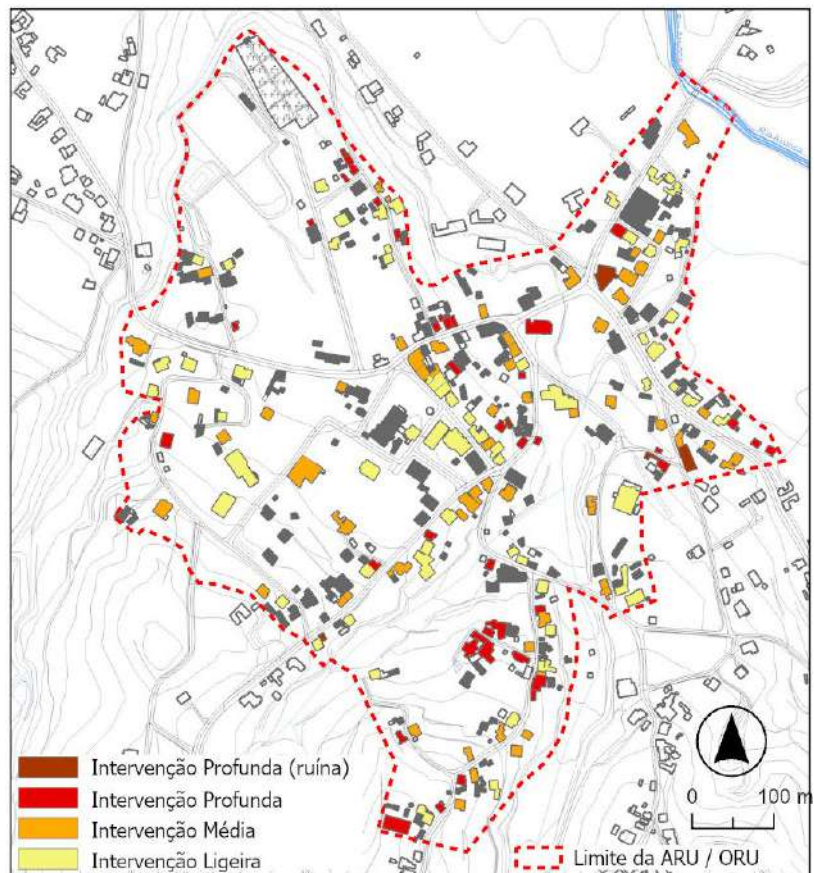 Intervenção Profunda (ruína)
Intervenção Profunda
Intervenção Média
Intervenção Ligeira
0 100 m
Limite da ARU / ORU